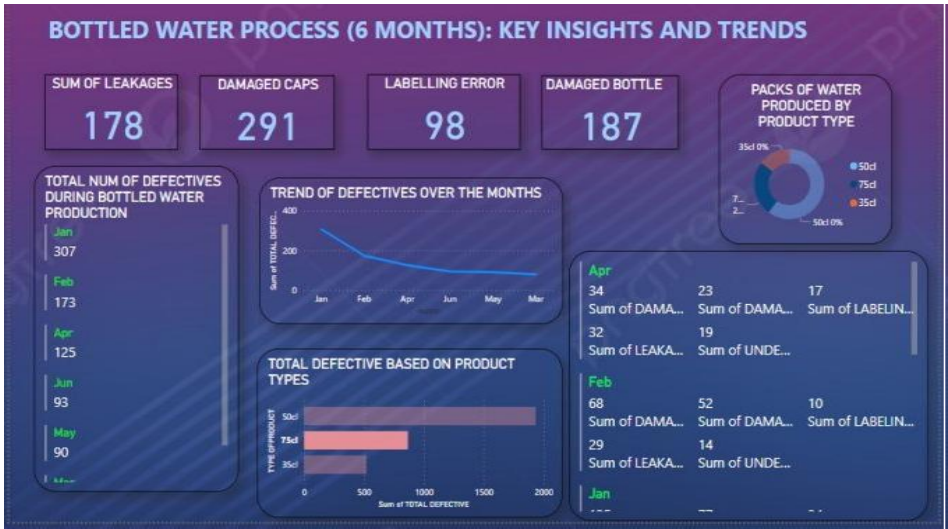 BOTTLED WATER PROCESS (6 MONTHS): KEY INSIGHTS AND TRENDS
SUM OF LEAKAGES
178
DAMAGED CAPS
291
LABELLING ERROR
98
DAMAGED BOTTLE
187
PACKS OF WATER
PRODUCED BY
PRODUCT TYPE
35cl 0%
7...
2...
50cl 0%
50cl
75cl
35cl
TOTAL NUM OF DEFECTIVES
DURING BOTTLED WATER
PRODUCTION
Jan
307
Feb
173
Apr
125
Jun
93
May
90
Mar
TREND OF DEFECTIVES OVER THE MONTHS
Sum of TOTAL DEFEC...
400
200
0
Jan Feb Apr Jun May Mar
TOTAL DEFECTIVE BASED ON PRODUCT
TYPES
TYPE OF PRODUCT
50cl
75cl
35cl
0 500 1000 1500 2000
Sum of TOTAL DEFECTIVE
Apr
34 23 17
Sum of DAMA... Sum of DAMA... Sum of LABELIN...
32 19
Sum of LEAKA... Sum of UNDE...
Feb
68 52 10
Sum of DAMA... Sum of DAMA... Sum of LABELIN...
29 14
Sum of LEAKA... Sum of UNDE...
Jan